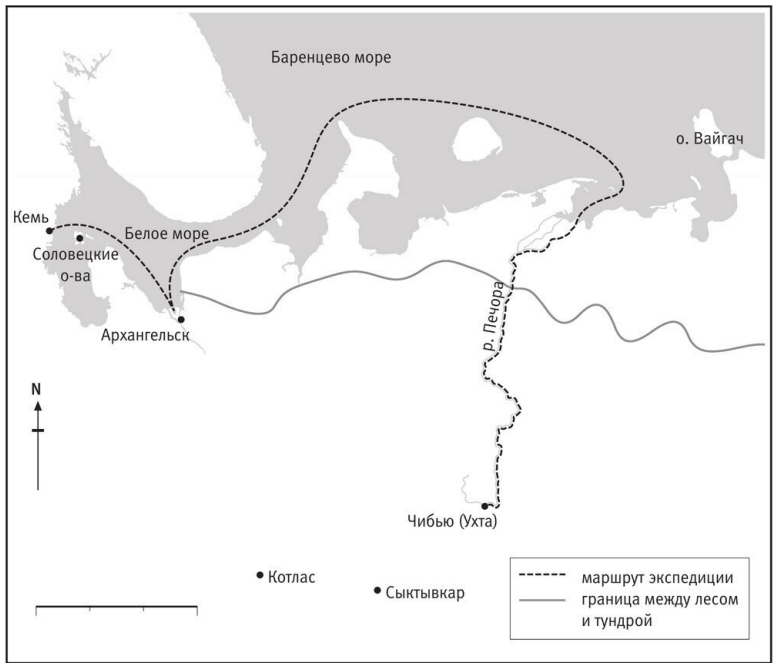 Баренцево море
о. Вайгач
Кемь
Белое море
Соловецкие
о-ва
Архангельск
р. Печора
N
Чибью (Ухта)
Котлас
Сыктывкар
маршрут экспедиции
граница между лесом
и тундрой